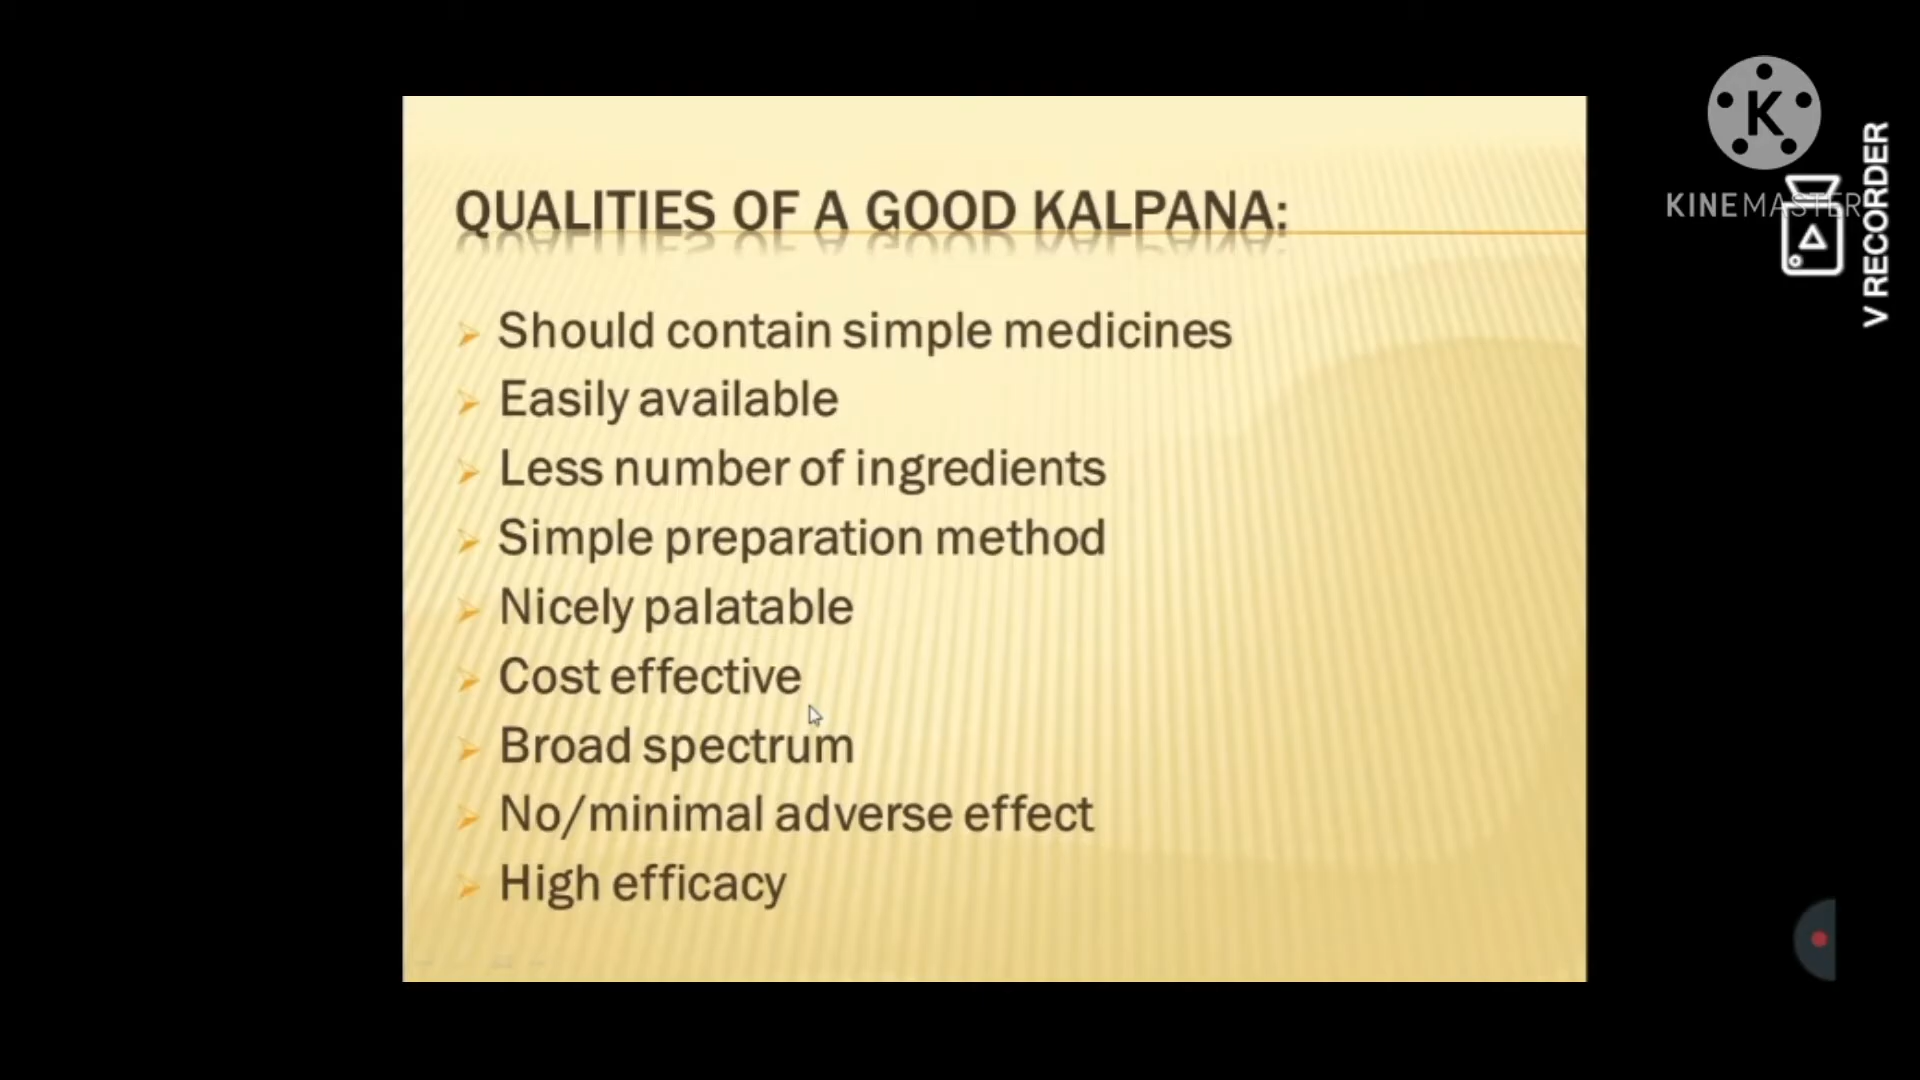 QUALITIES OF A GOOD KALPANA:
Should contain simple medicines
Easily available
Less number of ingredients
Simple preparation method
Nicely palatable
Cost effective
Broad spectrum
No/minimal adverse effect
High efficacy
K
KINEMASTER
V RECORDER